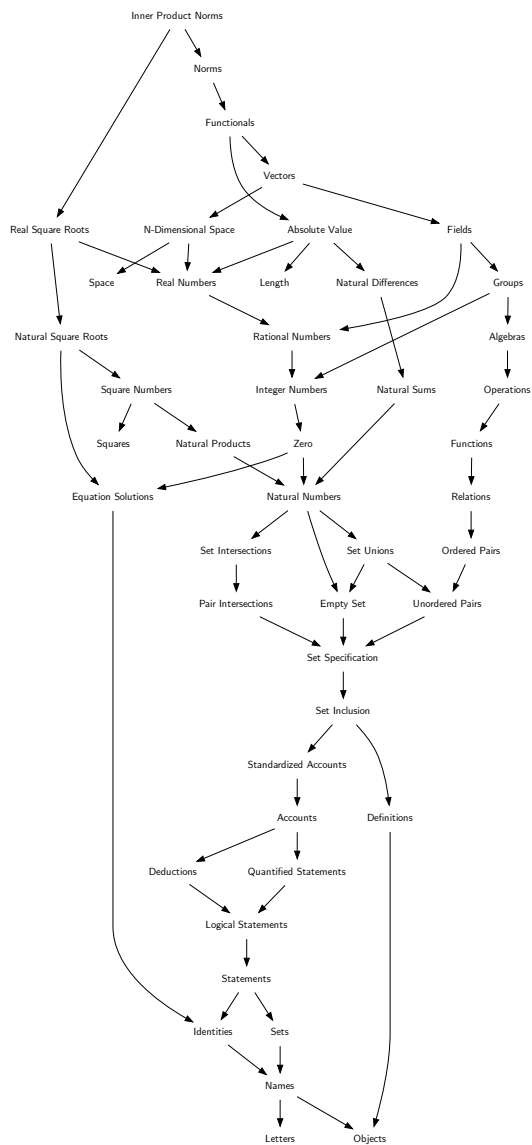 Inner Product Norms
Norms
Functionals
Vectors
Real Square Roots
N-Dimensional Space
Absolute Value
Fields
Space
Real Numbers
Length
Natural Differences
Groups
Natural Square Roots
Rational Numbers
Algebras
Square Numbers
Integer Numbers
Natural Sums
Operations
Squares
Natural Products
Zero
Functions
Equation Solutions
Natural Numbers
Relations
Set Intersections
Set Unions
Ordered Pairs
Pair Intersections
Empty Set
Unordered Pairs
Set Specification
Set Inclusion
Standardized Accounts
Accounts
Definitions
Deductions
Quantified Statements
Logical Statements
Statements
Identities
Sets
Names
Letters
Objects